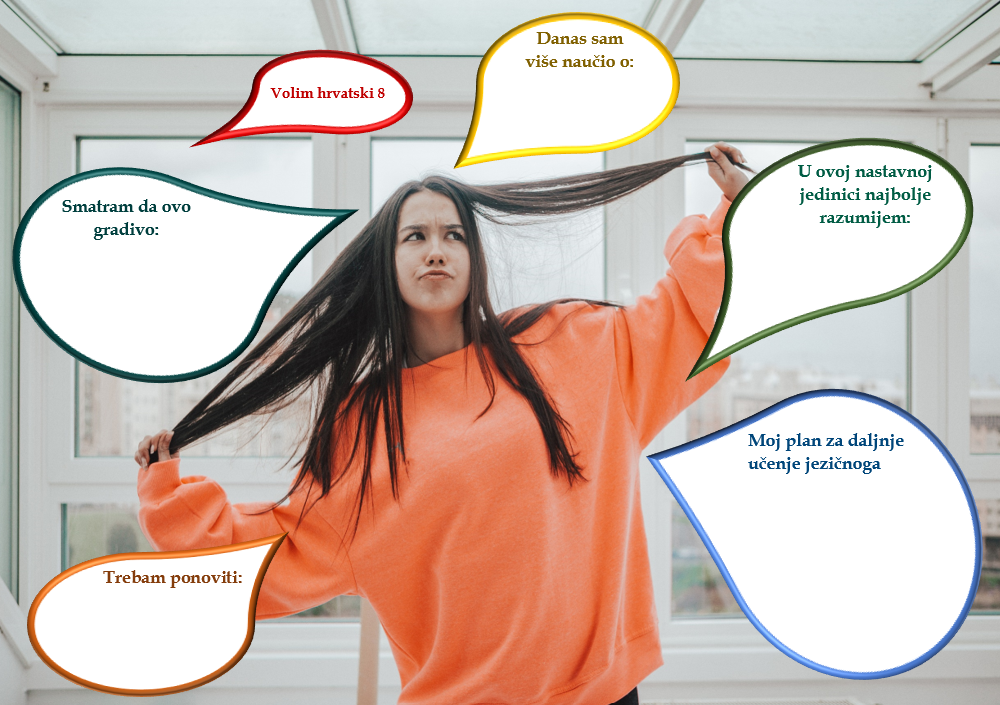 Volim hrvatski 8
Danas sam
više naučio o:
U ovoj nastavnoj
jedinici najbolje
razumijem:
Smatram da ovo
gradivo:
Moj plan za daljnje
učenje jezičnoga
Trebam ponoviti: